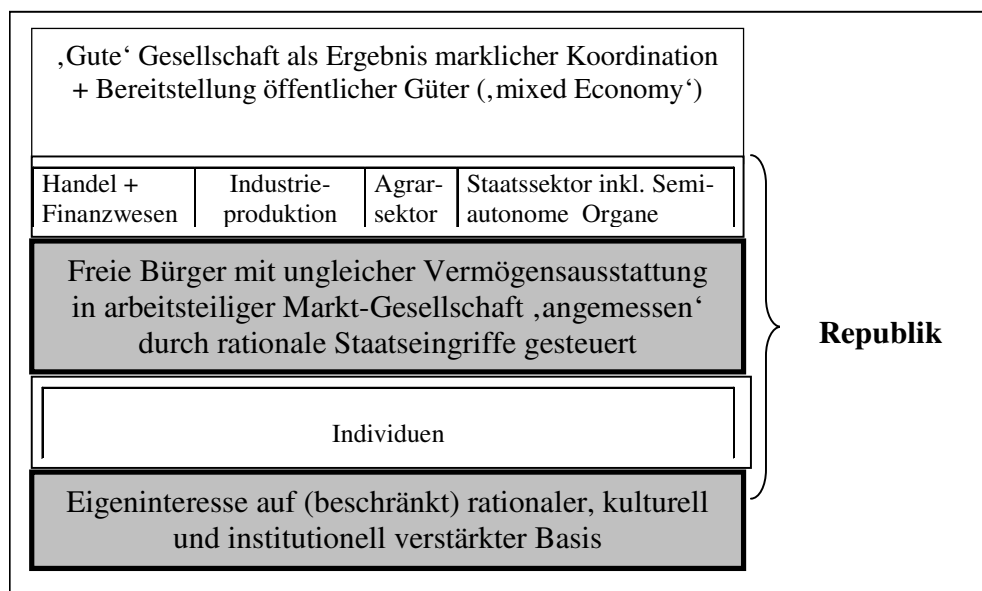 ‚Gute‘ Gesellschaft als Ergebnis marklicher Koordination
+ Bereitstellung öffentlicher Güter (‚mixed Economy‘)
Handel +
Finanzwesen
Industrie-
produktion
Agrar-
sektor
Staatssektor inkl. Semi-
autonome Organe
Freie Bürger mit ungleicher Vermögensausstattung
in arbeitsteiliger Markt-Gesellschaft ‚angemessen‘
durch rationale Staatseingriffe gesteuert
Republik
Individuen
Eigeninteresse auf (beschränkt) rationaler, kulturell
und institutionell verstärkter Basis